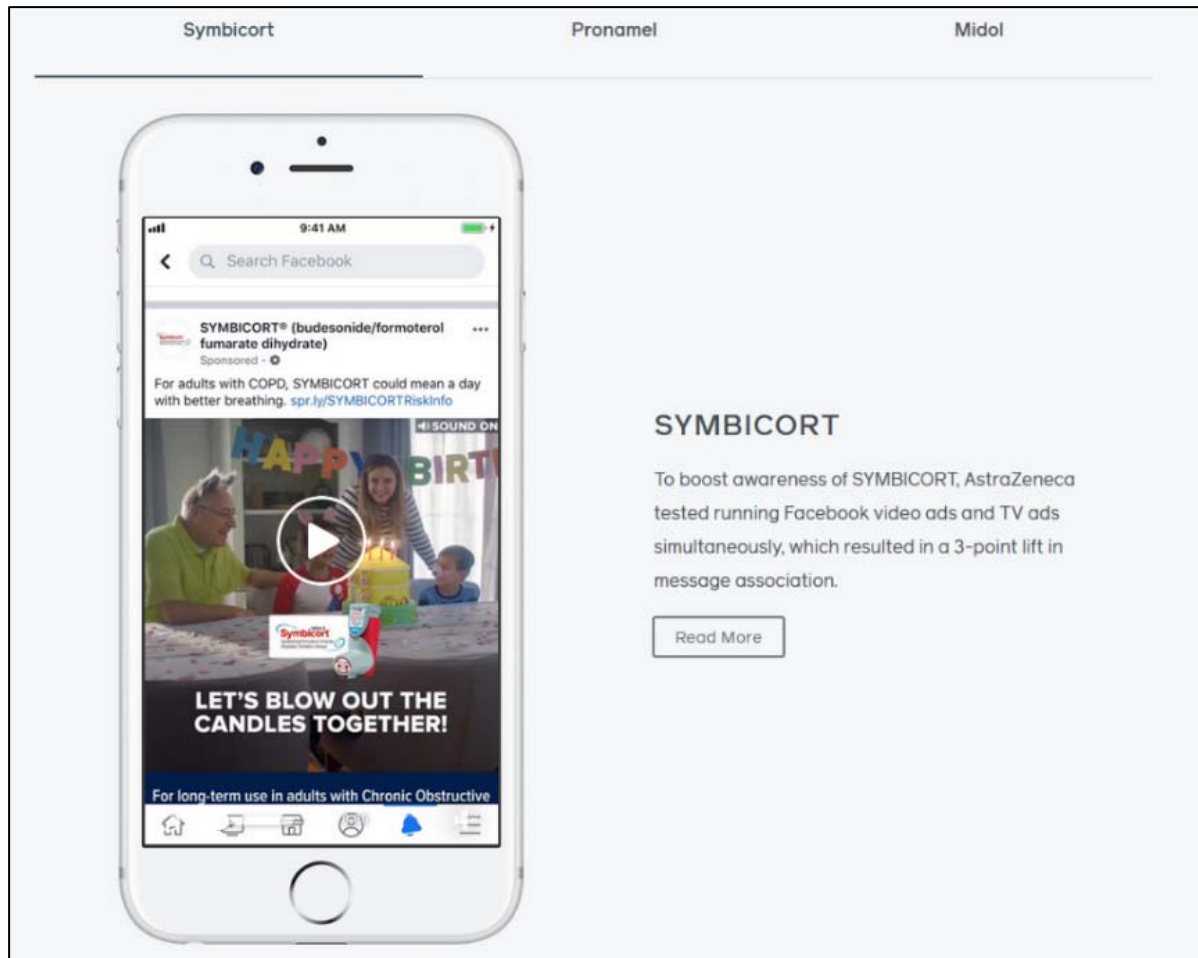 Symbicort
Pronamel
Midol
9:41 AM
Search Facebook
SYMBICORT® (budesonide/formoterol
fumarate dihydrate)
Sponsored ·
For adults with COPD, SYMBICORT could mean a day
with better breathing. spr.ly/SYMBICORTRiskInfo
SOUND ON
HAPPY BIRT
Symbicort
LET'S BLOW OUT THE
CANDLES TOGETHER!
For long-term use in adults with Chronic Obstructive
SYMBICORT
To boost awareness of SYMBICORT, AstraZeneca
tested running Facebook video ads and TV ads
simultaneously, which resulted in a 3-point lift in
message association.
Read More